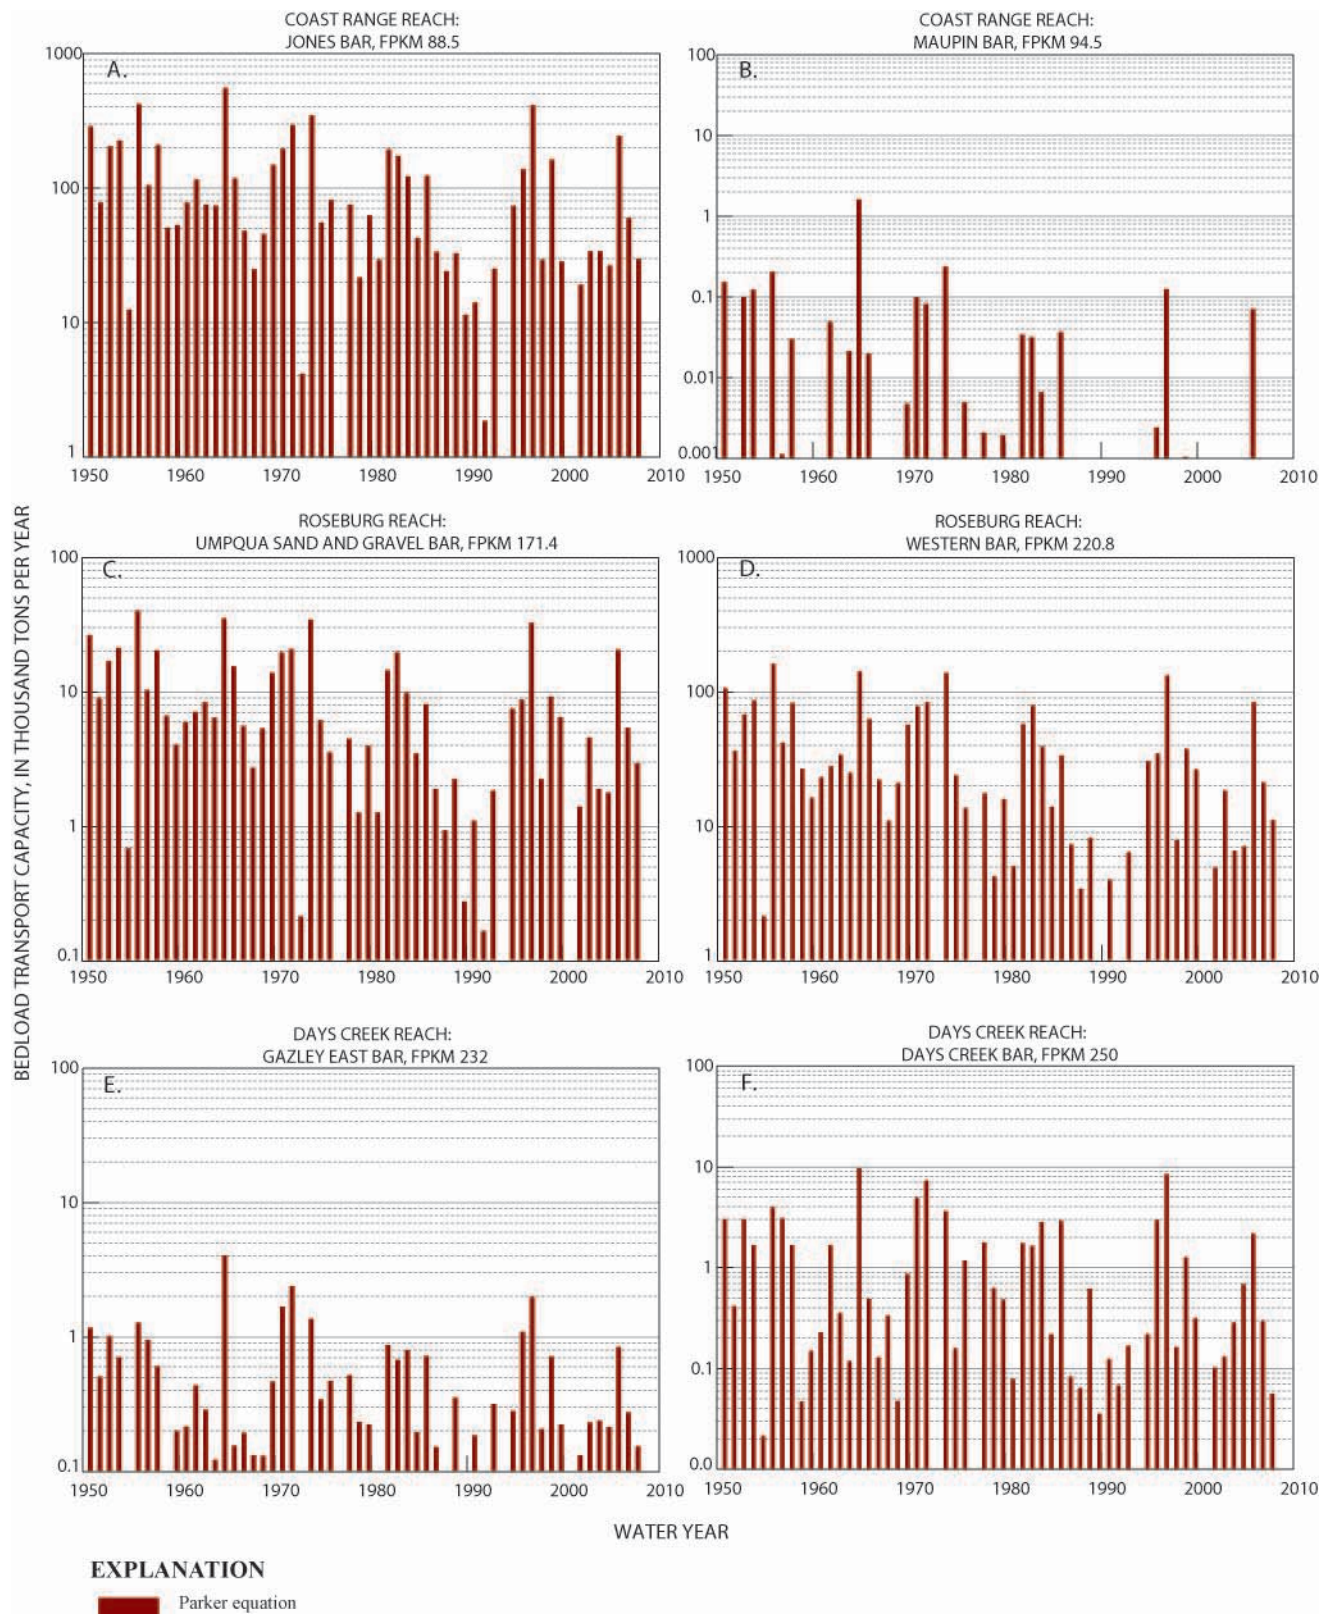 COAST RANGE REACH:
JONES BAR, FPKM 88.5
A.
1000
100
10
1
1950 1960 1970 1980 1990 2000 2010
COAST RANGE REACH:
MAUPIN BAR, FPKM 94.5
B.
100
10
1
0.1
0.01
0.001
1950 1960 1970 1980 1990 2000 2010
BEDLOAD TRANSPORT CAPACITY, IN THOUSAND TONS PER YEAR
ROSEBURG REACH:
UMPQUA SAND AND GRAVEL BAR, FPKM 171.4
C.
100
10
1
0.1
1950 1960 1970 1980 1990 2000 2010
ROSEBURG REACH:
WESTERN BAR, FPKM 220.8
D.
1000
100
10
1
1950 1960 1970 1980 1990 2000 2010
DAYS CREEK REACH:
GAZLEY EAST BAR, FPKM 232
E.
100
10
1
0.1
1950 1960 1970 1980 1990 2000 2010
DAYS CREEK REACH:
DAYS CREEK BAR, FPKM 250
F.
100
10
1
0.1
0.0
1950 1960 1970 1980 1990 2000 2010
WATER YEAR
EXPLANATION
Parker equation